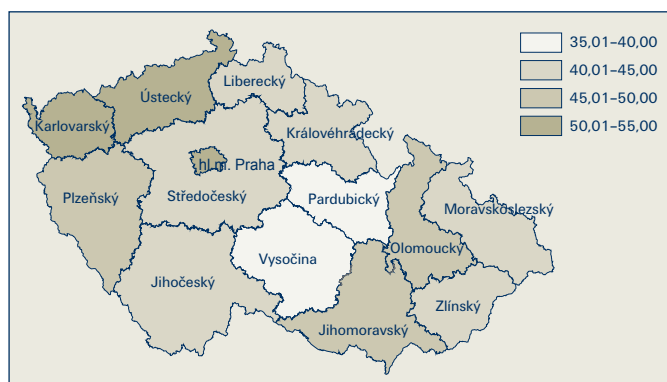 35,01–40,00
40,01–45,00
45,01–50,00
50,01–55,00
Liberecký
Ústecký
Karlovarský
Královéhradecký
hl.m. Praha
Plzeňský
Středočeský
Pardubický
Moravskoslezský
Olomoucký
Vysočina
Jihočeský
Zlínský
Jihomoravský